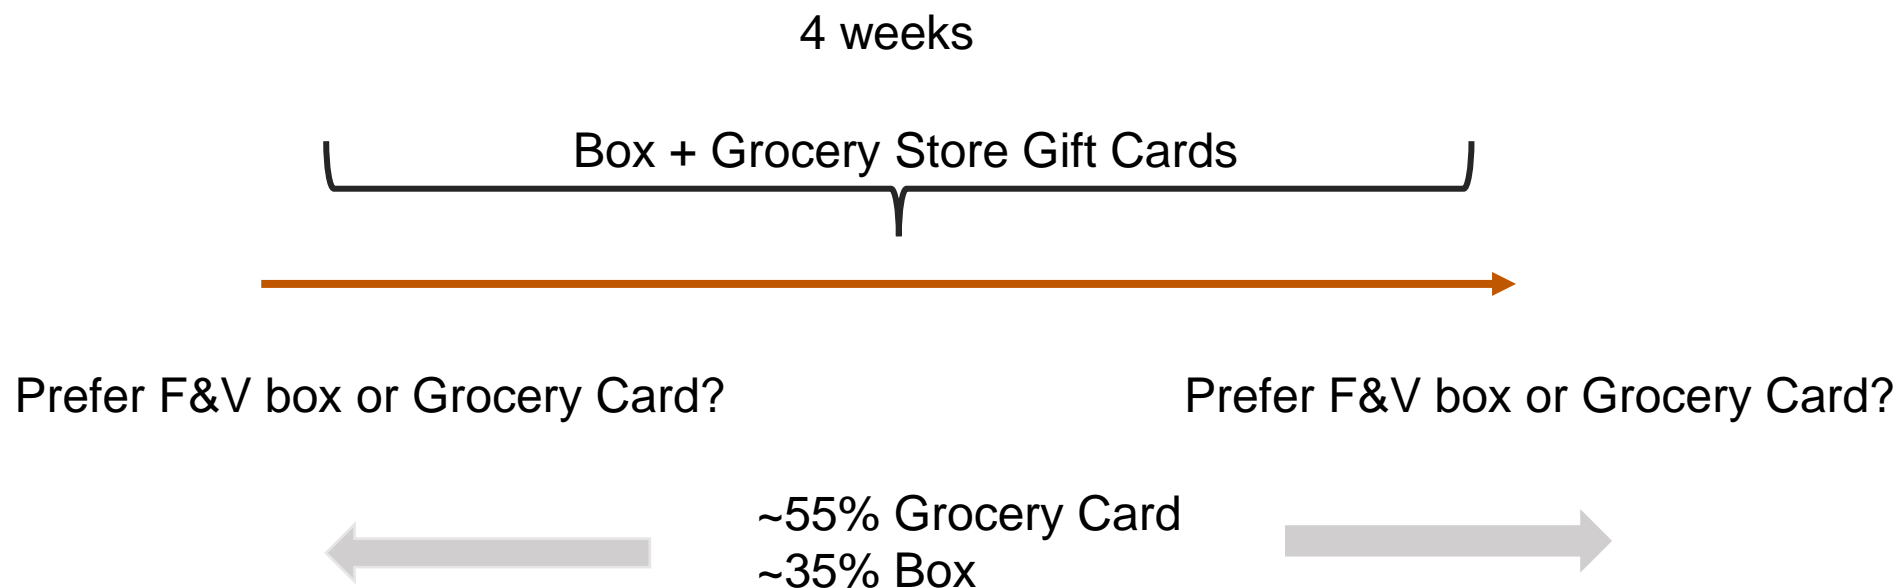 4 weeks
Box + Grocery Store Gift Cards
Prefer F&V box or Grocery Card?
Prefer F&V box or Grocery Card?
~55% Grocery Card
~35% Box